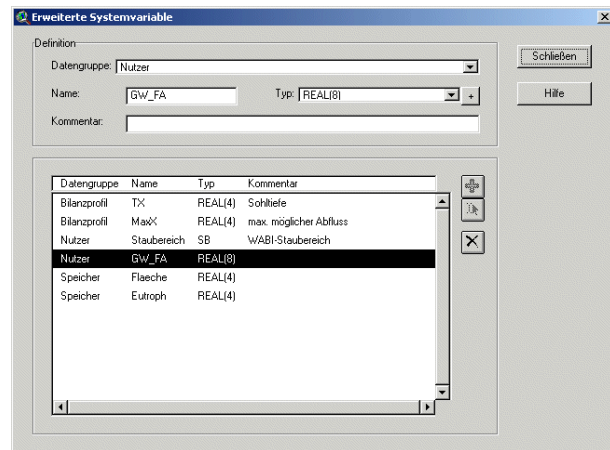 Erweiterte Systemvariable
Definition
Datengruppe: Nutzer
Schließen
Name: GW_FA Typ: REAL(8) +
Hilfe
Kommentar:
Datengruppe Name Typ Kommentar
Bilanzprofil TX REAL(4) Sohltiefe
Bilanzprofil MaxX REAL(4) max. möglicher Abfluss
Nutzer Staubereich SB WABI-Staubereich
Nutzer GW_FA REAL(8)
Speicher Flaeche REAL(4)
Speicher Eutroph REAL(4)